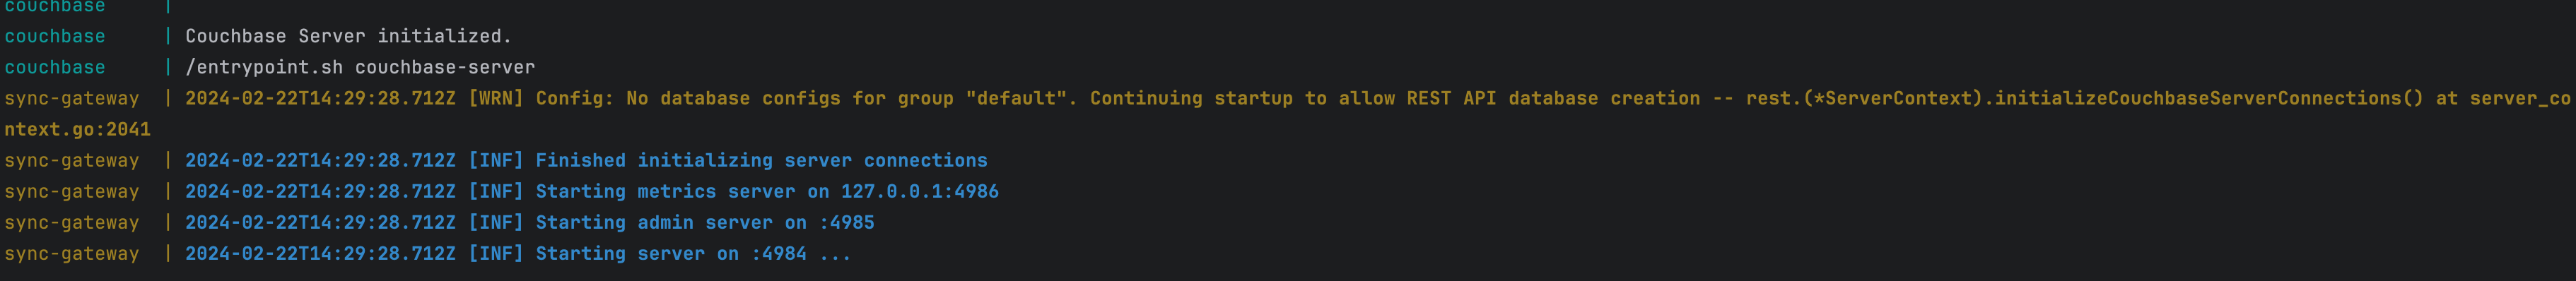 couchbase     |
couchbase     | Couchbase Server initialized.
couchbase     | /entrypoint.sh couchbase-server
sync-gateway  | 2024-02-22T14:29:28.712Z [WRN] Config: No database configs for group "default". Continuing startup to allow REST API database creation -- rest.(*ServerContext).initializeCouchbaseServerConnections() at server_co
ntext.go:2041
sync-gateway  | 2024-02-22T14:29:28.712Z [INF] Finished initializing server connections
sync-gateway  | 2024-02-22T14:29:28.712Z [INF] Starting metrics server on 127.0.0.1:4986
sync-gateway  | 2024-02-22T14:29:28.712Z [INF] Starting admin server on :4985
sync-gateway  | 2024-02-22T14:29:28.712Z [INF] Starting server on :4984 ...